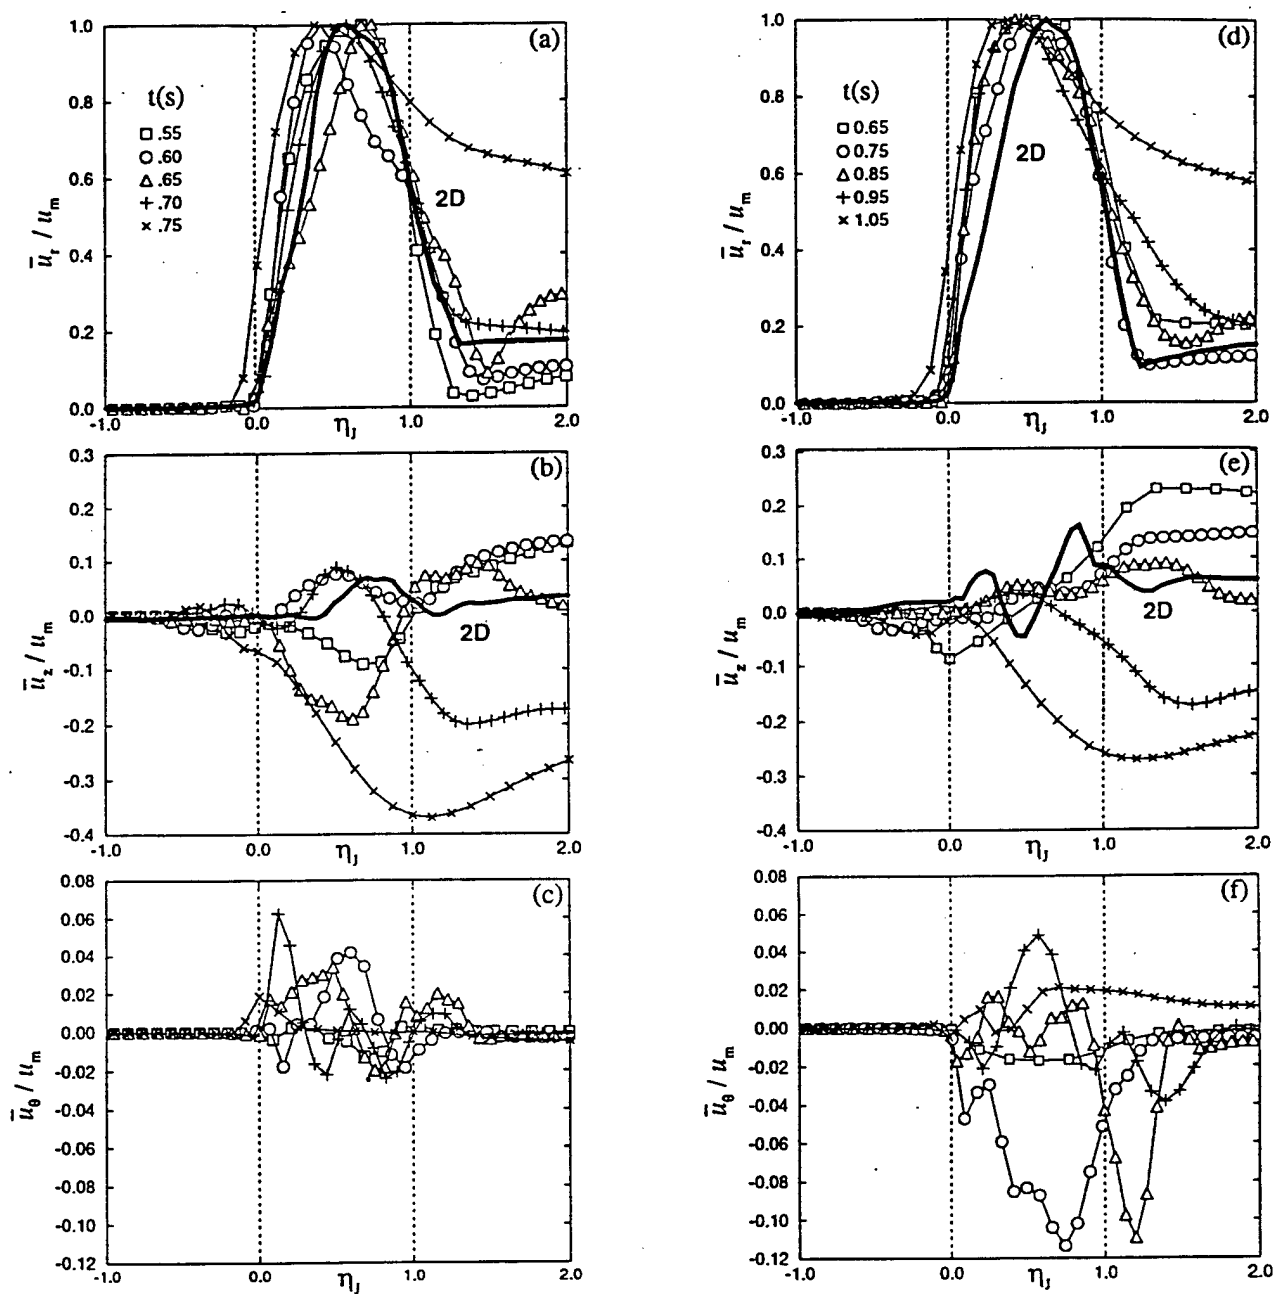 (a)
1.0
0.8
0.6
0.4
0.2
0.0
ū_r / u_m
t(s)
□ .55
○ .60
△ .65
+ .70
× .75
2D
-1.0 0.0 1.0 2.0
η_J
(d)
1.0
0.8
0.6
0.4
0.2
0.0
ū_r / u_m
t(s)
□ 0.65
○ 0.75
△ 0.85
+ 0.95
× 1.05
2D
-1.0 0.0 1.0 2.0
η_J
(b)
0.3
0.2
0.1
0.0
-0.1
-0.2
-0.3
-0.4
ū_z / u_m
2D
-1.0 0.0 1.0 2.0
η_J
(e)
0.3
0.2
0.1
0.0
-0.1
-0.2
-0.3
-0.4
ū_z / u_m
2D
-1.0 0.0 1.0 2.0
η_J
(c)
0.08
0.06
0.04
0.02
0.00
-0.02
-0.04
-0.06
-0.08
-0.10
-0.12
ū_θ / u_m
-1.0 0.0 1.0 2.0
η_J
(f)
0.08
0.06
0.04
0.02
0.00
-0.02
-0.04
-0.06
-0.08
-0.10
-0.12
ū_θ / u_m
-1.0 0.0 1.0 2.0
η_J